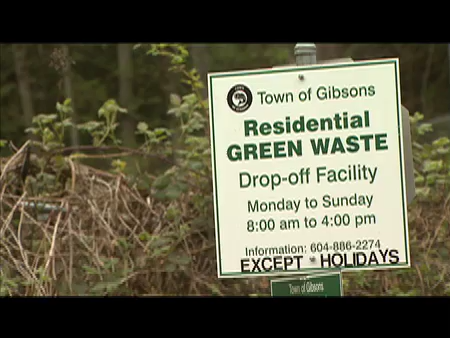 Town of Gibsons
Residential
GREEN WASTE
Drop-off Facility
Monday to Sunday
8:00 am to 4:00 pm
Information: 604-886-2274
EXCEPT HOLIDAYS
Town of Gibsons